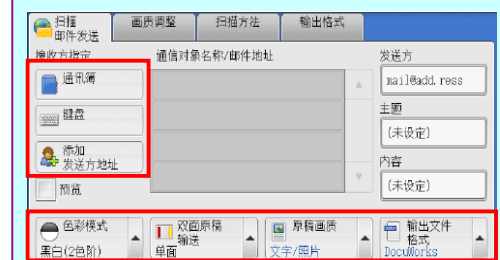 扫描
邮件发送
画质调整
扫描方法
输出格式
接收方指定
通信对象名称/邮件地址
发送方
通讯簿
mail@add.ress
主题
键盘
(未设定)
添加
发送方地址
内容
(未设定)
预览
色彩模式
黑白(2色阶)
双面原稿
输送
单面
原稿画质
文字/照片
输出文件
格式
DocuWorks